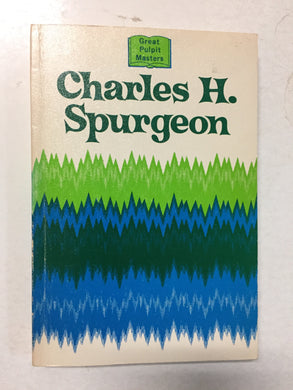 Great
Pulpit
Masters
Charles H.
Spurgeon